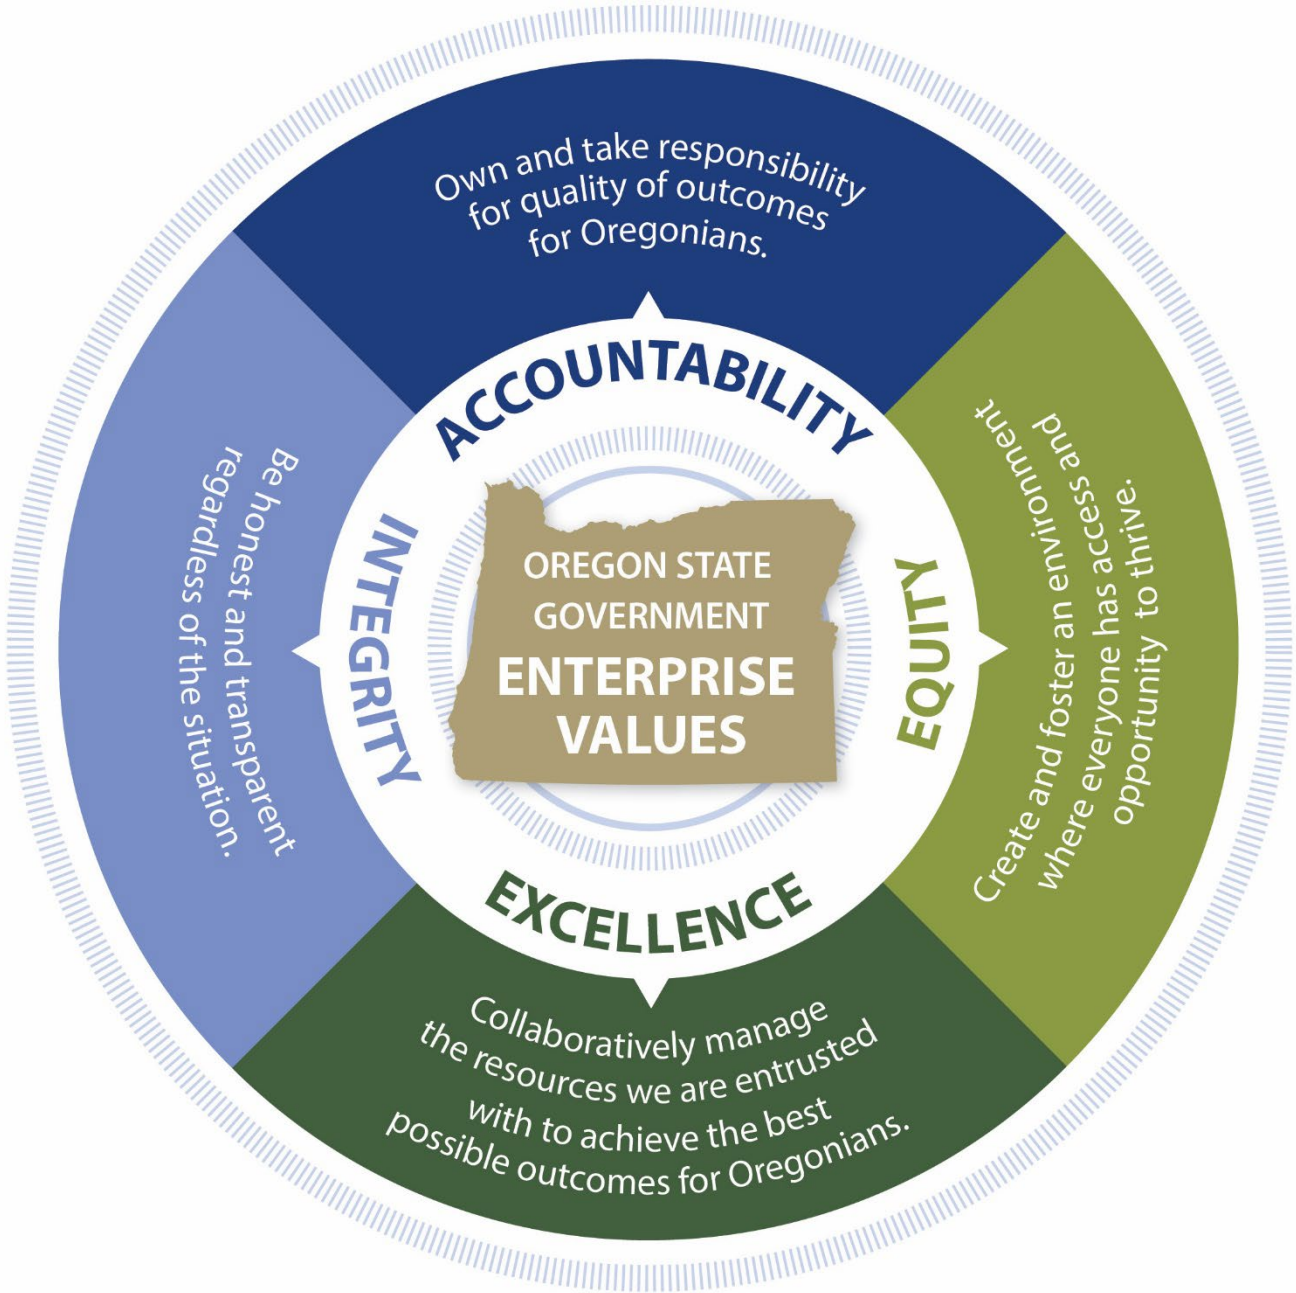 OREGON STATE
GOVERNMENT
ENTERPRISE
VALUES
ACCOUNTABILITY
Own and take responsibility
for quality of outcomes
for Oregonians.
EQUITY
Create and foster an environment
where everyone has access and
opportunity to thrive.
EXCELLENCE
Collaboratively manage
the resources we are entrusted
with to achieve the best
possible outcomes for Oregonians.
INTEGRITY
Be honest and transparent
regardless of the situation.